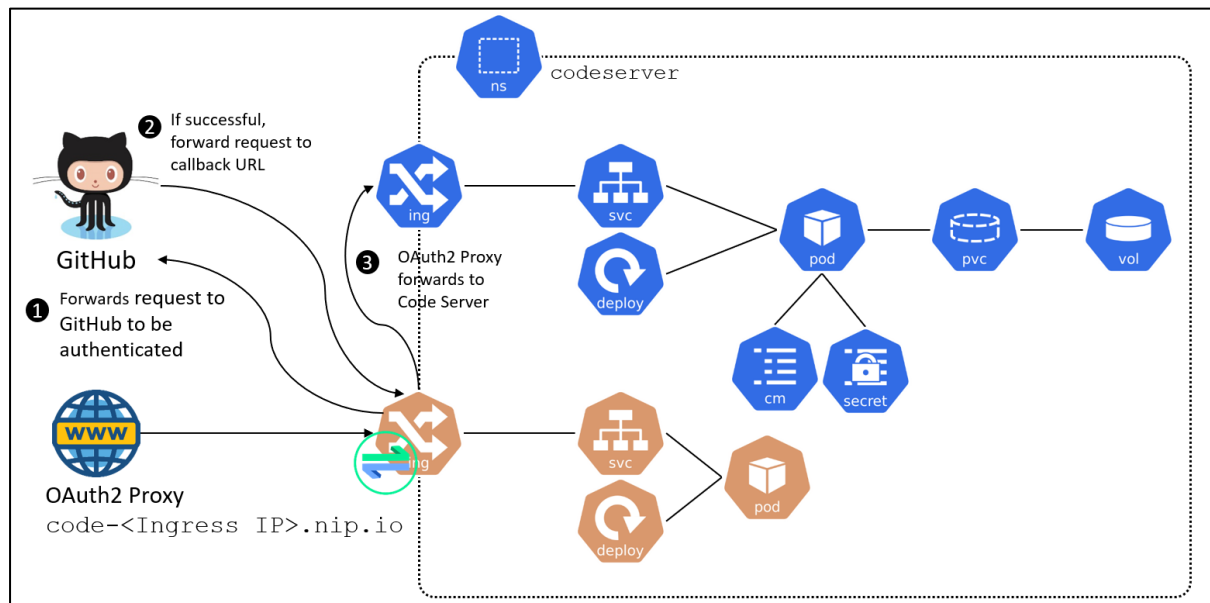 ns
codeserver
2
If successful,
forward request to
callback URL
GitHub
ing
svc
3
OAuth2 Proxy
forwards to
Code Server
deploy
pod
pvc
vol
1
Forwards request to
GitHub to be
authenticated
cm
secret
WWW
OAuth2 Proxy
code-<Ingress IP>.nip.io
ing
svc
deploy
pod